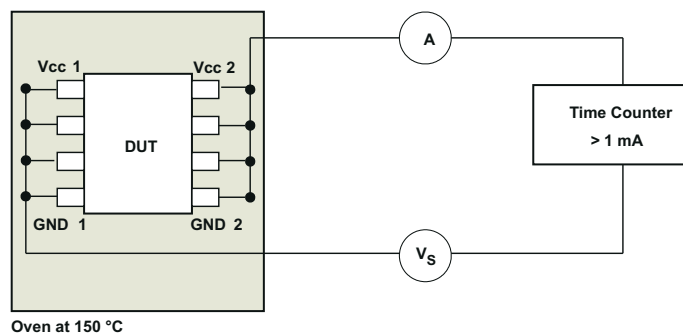 A
Vcc 1
Vcc 2
Time Counter
> 1 mA
DUT
GND 1
GND 2
VS
Oven at 150 °C